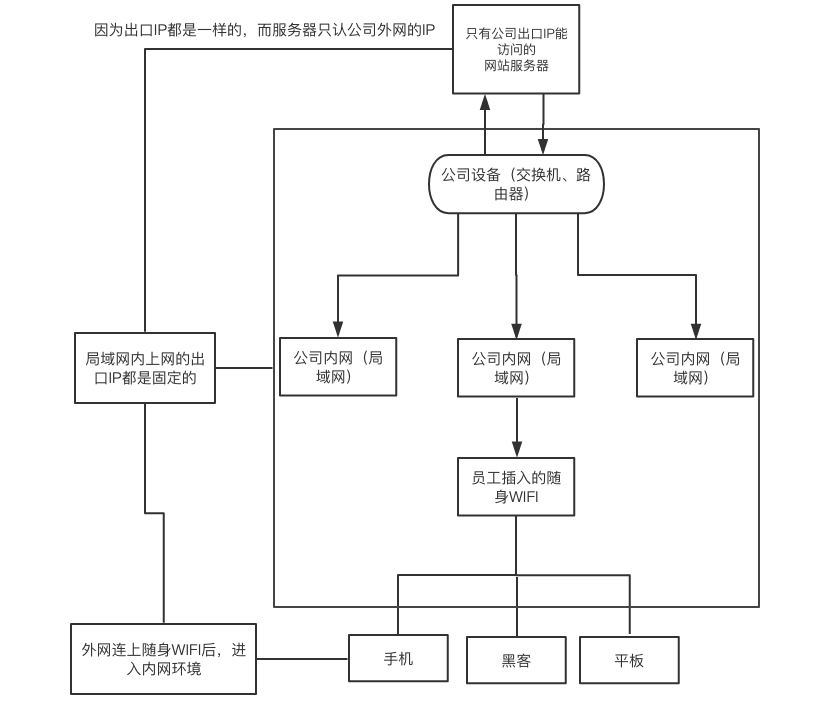 因为出口IP都是一样的，而服务器只认公司外网的IP
只有公司出口IP能
访问的
网站服务器
公司设备（交换机、路
由器）
局域网内上网的出
口IP都是固定的
公司内网（局
域网）
公司内网（局
域网）
公司内网（局
域网）
员工插入的随
身WIFI
外网连上随身WIFI后，进
入内网环境
手机
黑客
平板